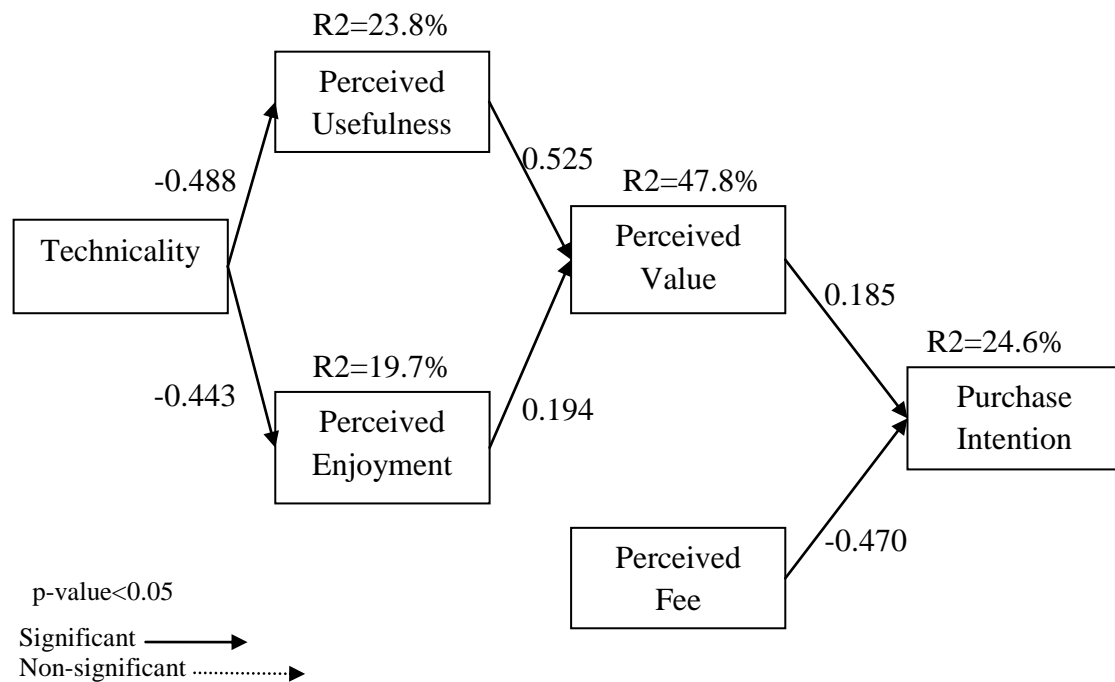 R2=23.8%
Perceived
Usefulness
-0.488
0.525
R2=47.8%
Technicality
Perceived
Value
0.185
R2=19.7%
R2=24.6%
-0.443
Perceived
Enjoyment
0.194
Purchase
Intention
Perceived
Fee
-0.470
p-value<0.05
Significant
Non-significant